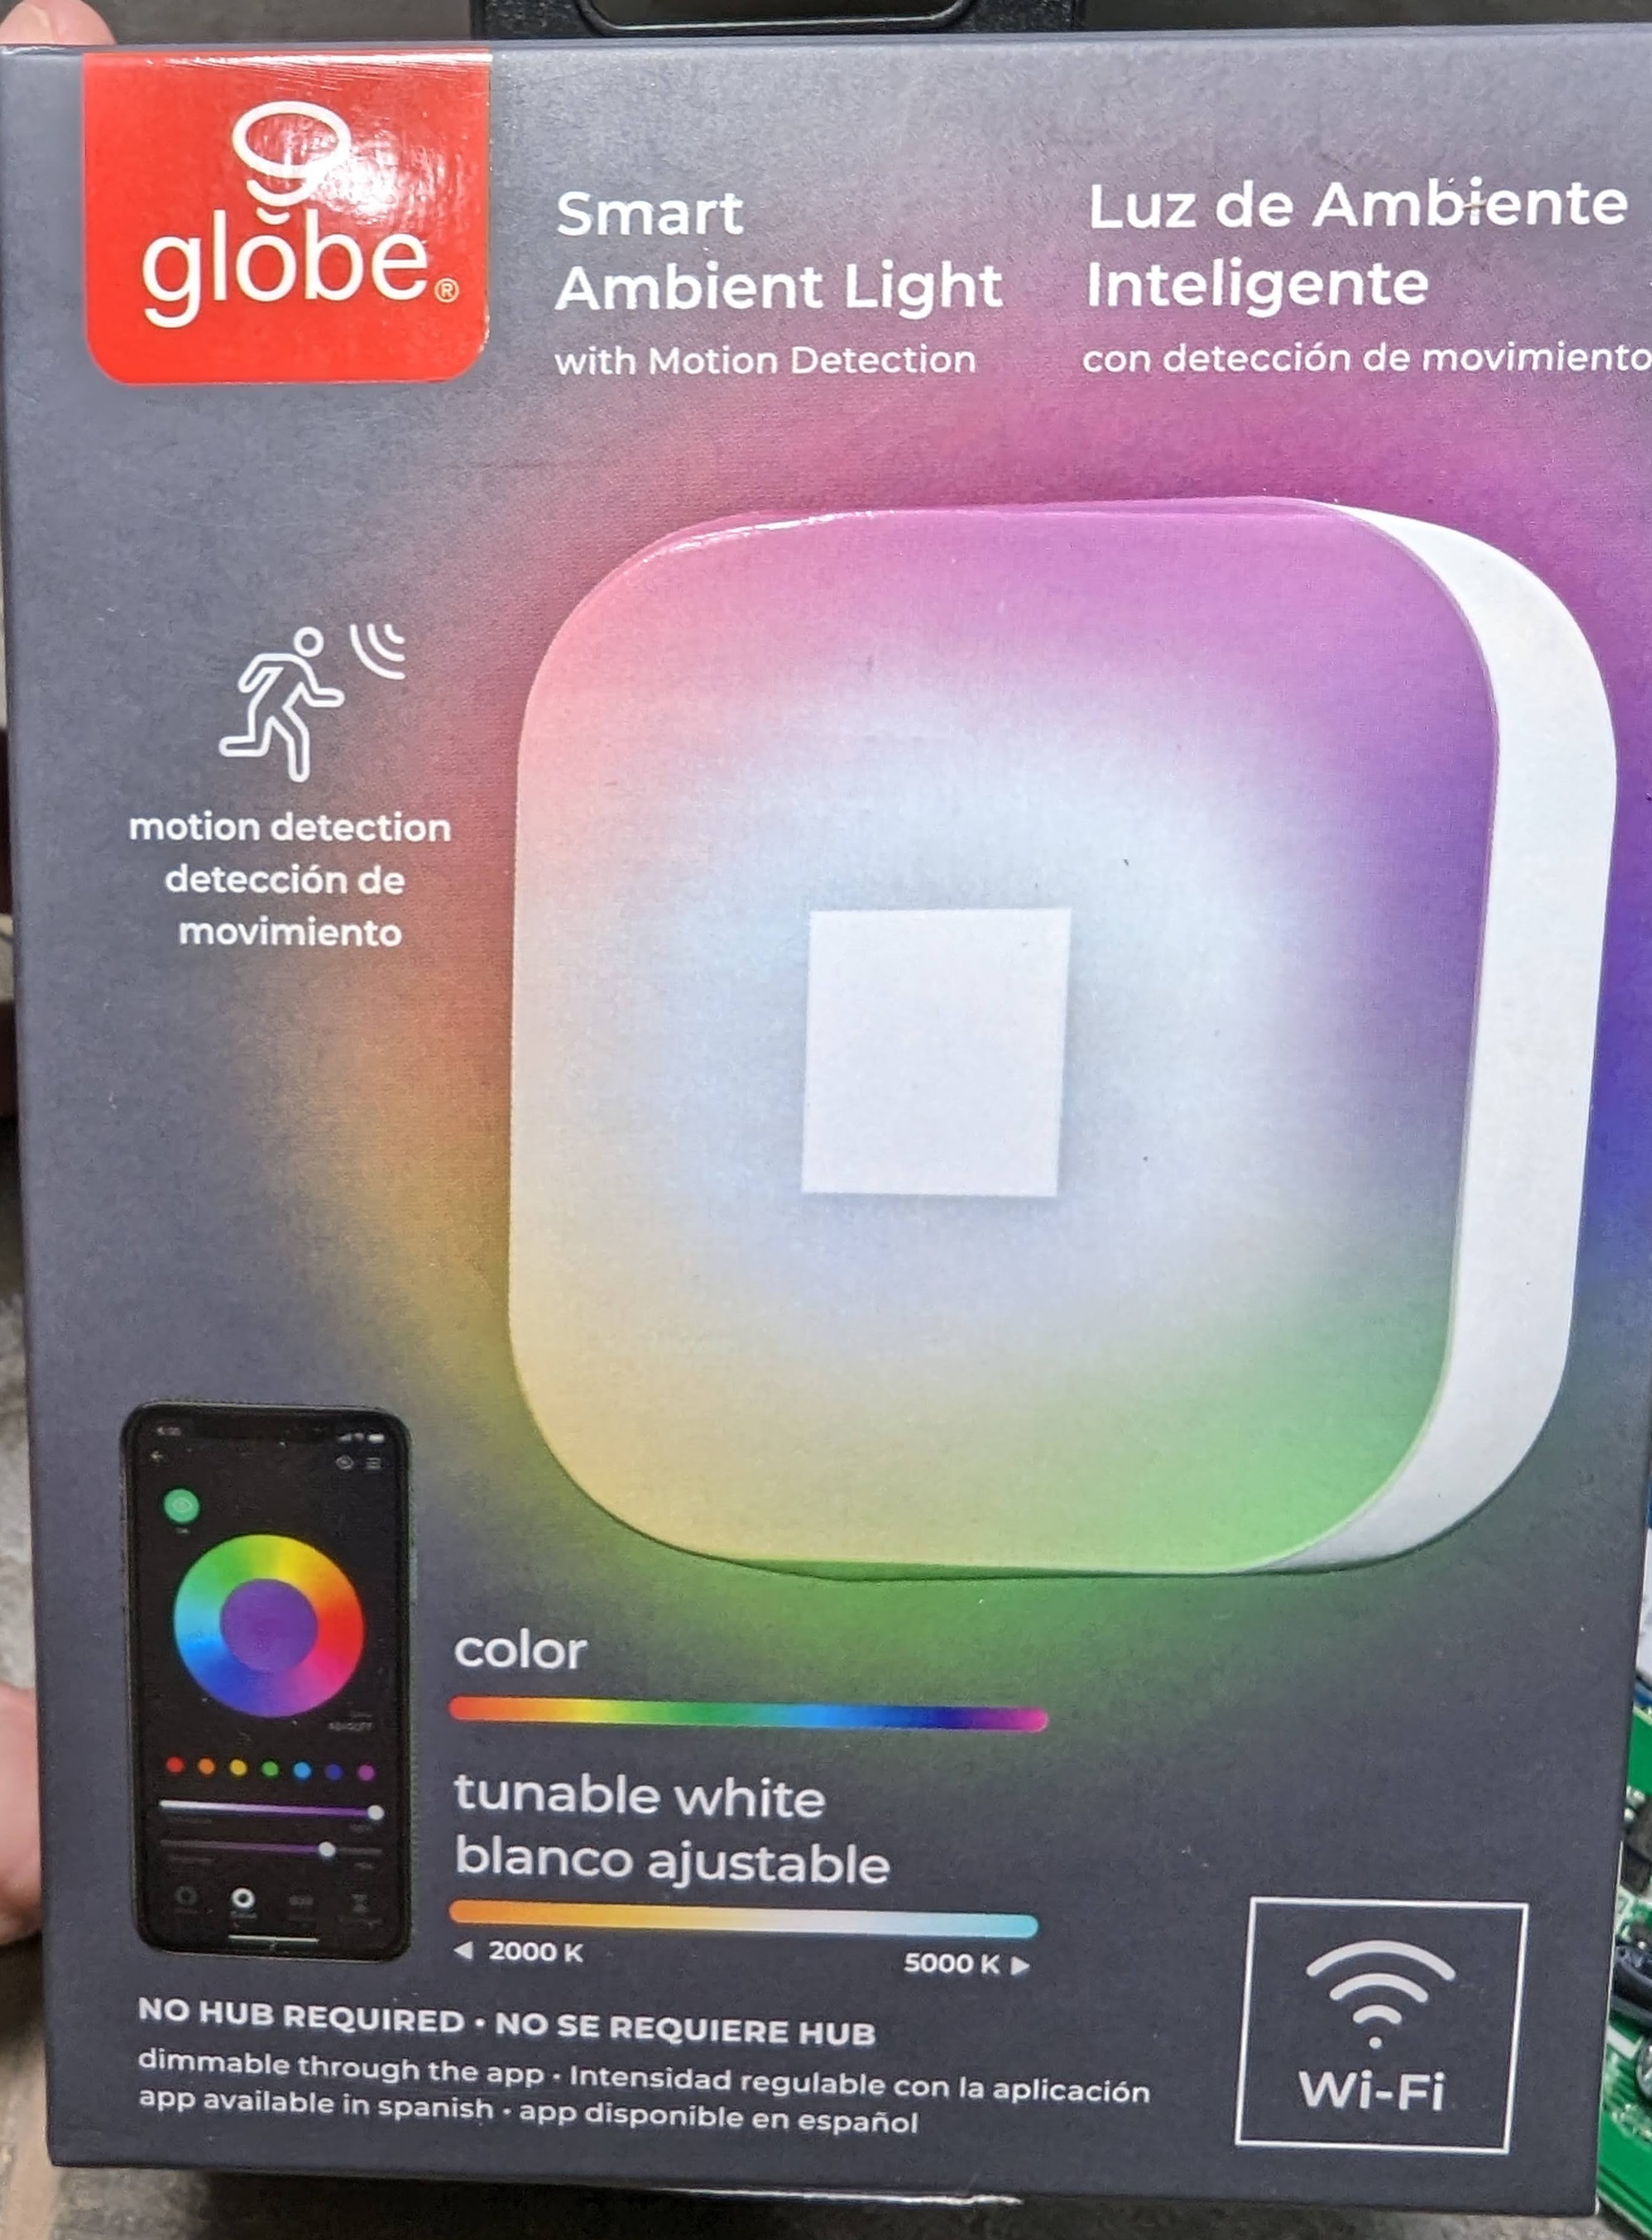 globe®
Smart
Ambient Light
with Motion Detection
Luz de Ambiente
Inteligente
con detección de movimiento
motion detection
detección de
movimiento
color
tunable white
blanco ajustable
◀ 2000 K
5000 K ▶
NO HUB REQUIRED • NO SE REQUIERE HUB
dimmable through the app • Intensidad regulable con la aplicación
app available in spanish • app disponible en español
Wi-Fi